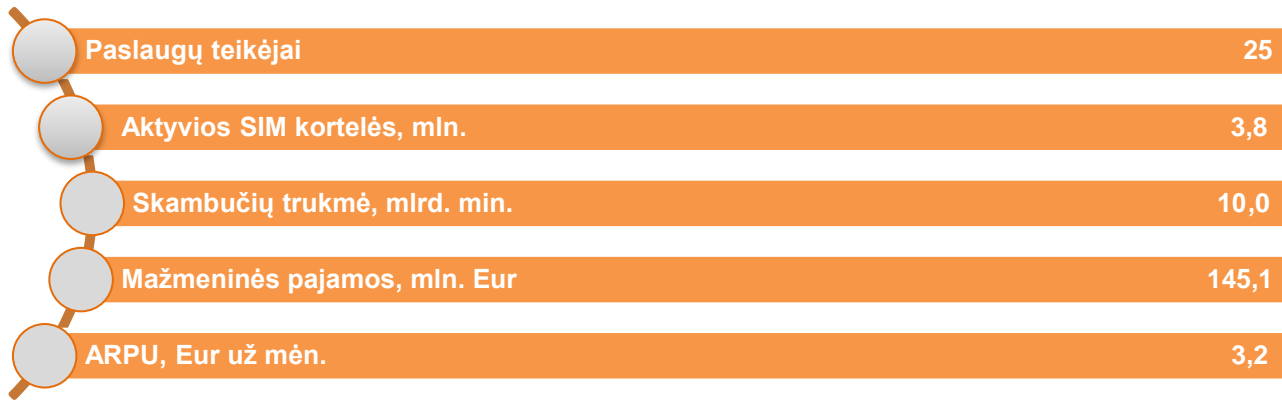 Paslaugų teikėjai 25
Aktyvios SIM kortelės, mln. 3,8
Skambučių trukmė, mlrd. min. 10,0
Mažmeninės pajamos, mln. Eur 145,1
ARPU, Eur už mėn. 3,2